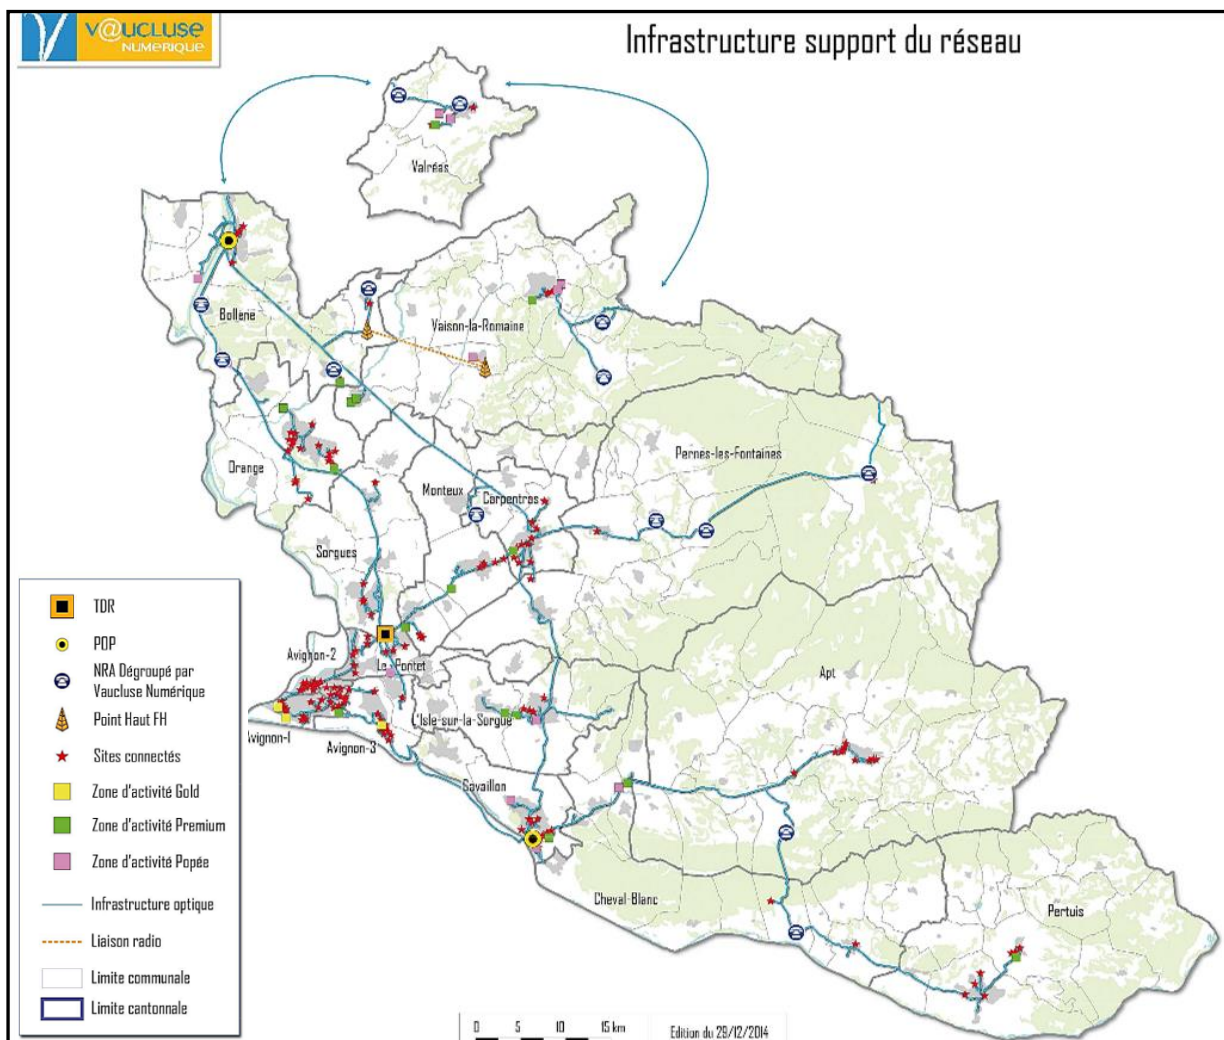 V@UCLUSE
NUMERIQUE
Infrastructure support du réseau
Valréas
Bollène
Vaison-la-Romaine
Orange
Monteux
Carpentras
Pernes-les-Fontaines
Sorgues
Avignon-2
Le-Pontet
Apt
L'Isle-sur-la-Sorgue
Avignon-1
Avignon-3
Cavaillon
Cheval-Blanc
Pertuis
TDR
POP
NRA Dégroupé par
Vaucluse Numérique
Point Haut FH
Sites connectés
Zone d'activité Gold
Zone d'activité Premium
Zone d'activité Popée
Infrastructure optique
Liaison radio
Limite communale
Limite cantonnale
0 5 10 15 km
Edition du 29/12/2014